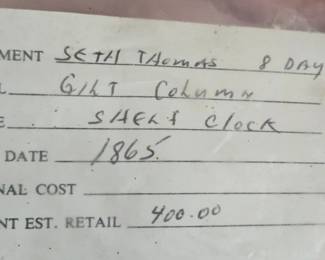 MENT SETH THOMAS 8 DAY
L GILT COLUMN
E SHELF Clock
DATE 1865.
NAL COST
NT EST. RETAIL 400.00